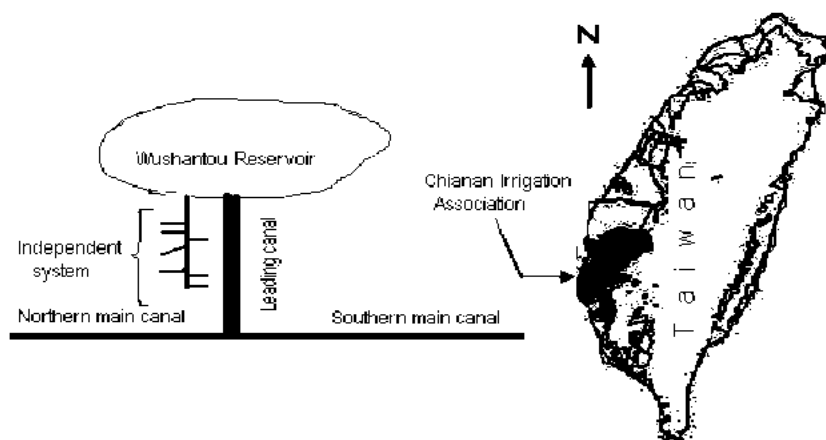 Wushantou Reservoir
Independent
system
Leading canal
Northern main canal
Southern main canal
N
Chianan Irrigation
Association
Taiwan